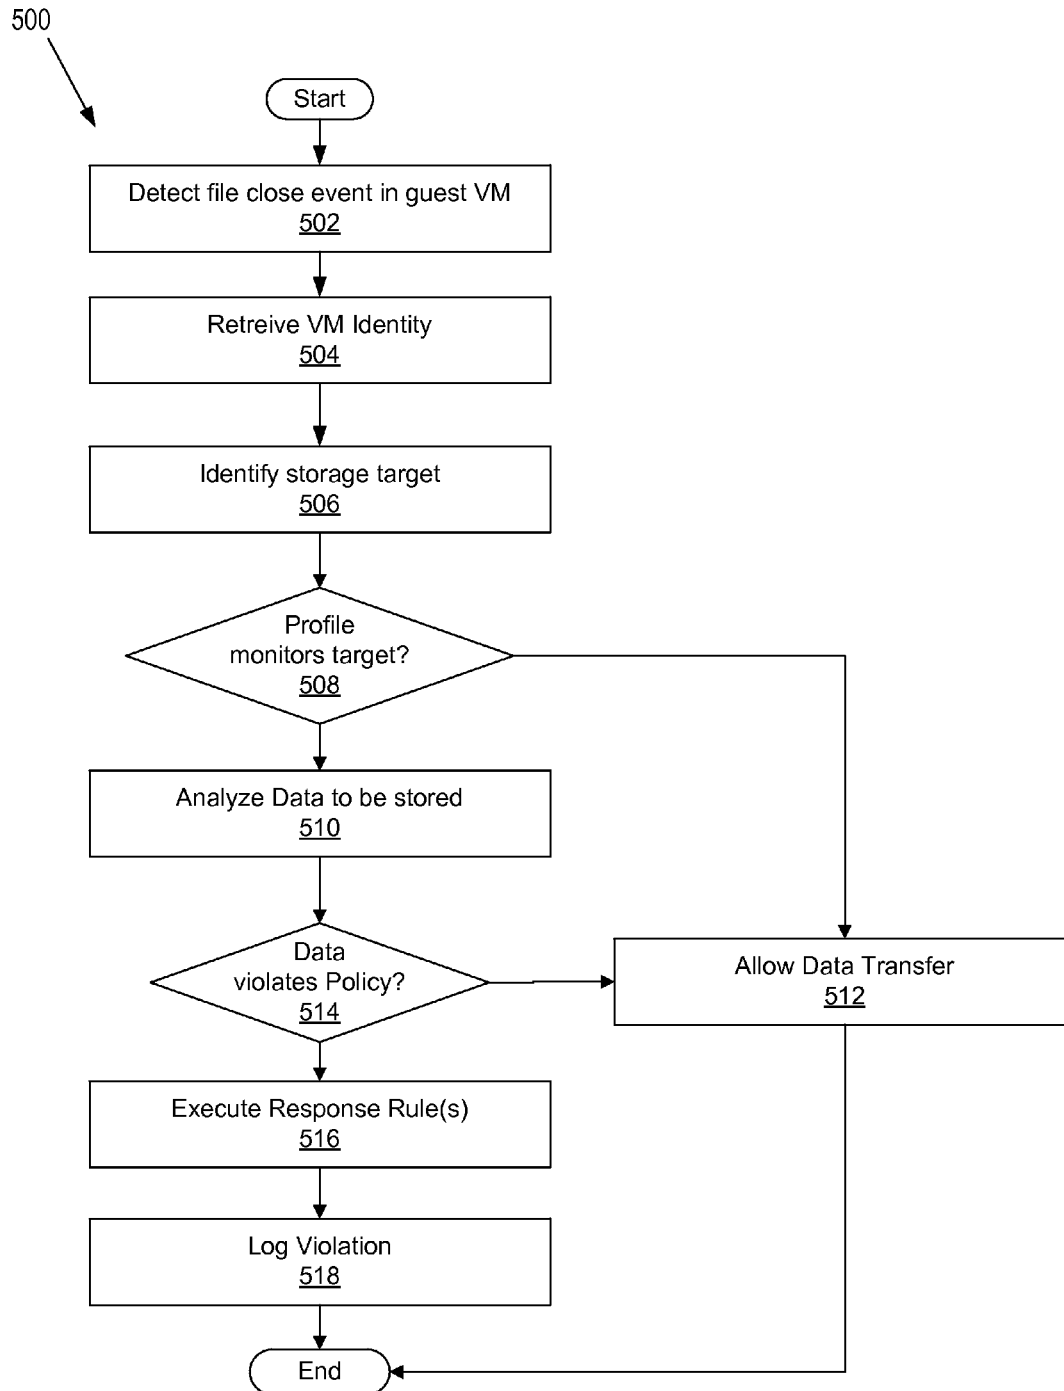 500
Start
Detect file close event in guest VM
502
Retreive VM Identity
504
Identify storage target
506
Profile
monitors target?
508
Analyze Data to be stored
510
Data
violates Policy?
514
Allow Data Transfer
512
Execute Response Rule(s)
516
Log Violation
518
End